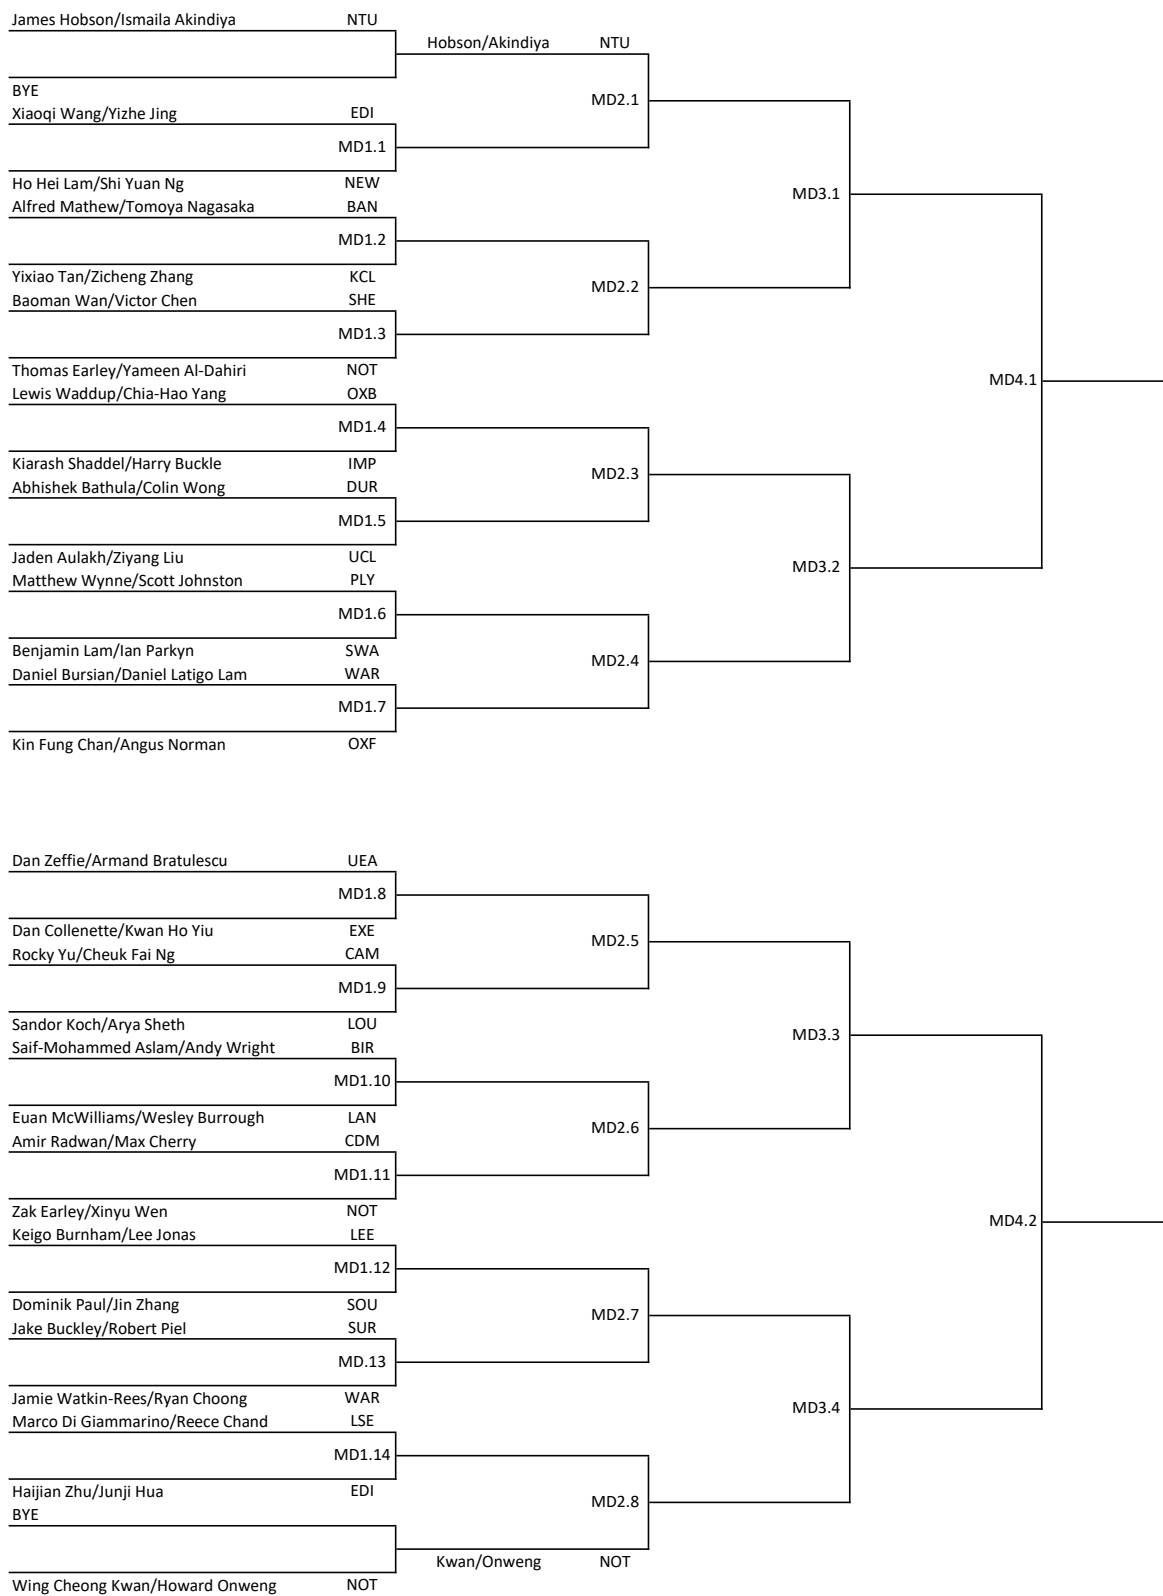 James Hobson/Ismaila Akindiya NTU
Hobson/Akindiya NTU
BYE
MD2.1
Xiaoqi Wang/Yizhe Jing EDI
MD1.1
Ho Hei Lam/Shi Yuan Ng NEW
MD3.1
Alfred Mathew/Tomoya Nagasaka BAN
MD1.2
Yixiao Tan/Zicheng Zhang KCL
MD2.2
Baoman Wan/Victor Chen SHE
MD1.3
Thomas Earley/Yameen Al-Dahiri NOT
MD4.1
Lewis Waddup/Chia-Hao Yang OXB
MD1.4
Kiarash Shaddel/Harry Buckle IMP
MD2.3
Abhishek Bathula/Colin Wong DUR
MD1.5
Jaden Aulakh/Ziyang Liu UCL
MD3.2
Matthew Wynne/Scott Johnston PLY
MD1.6
Benjamin Lam/Ian Parkyn SWA
MD2.4
Daniel Bursian/Daniel Latigo Lam WAR
MD1.7
Kin Fung Chan/Angus Norman OXF
Dan Zeffie/Armand Bratulescu UEA
MD1.8
Dan Collenette/Kwan Ho Yiu EXE
MD2.5
Rocky Yu/Cheuk Fai Ng CAM
MD1.9
Sandor Koch/Arya Sheth LOU
MD3.3
Saif-Mohammed Aslam/Andy Wright BIR
MD1.10
Euan McWilliams/Wesley Burrough LAN
MD2.6
Amir Radwan/Max Cherry CDM
MD1.11
Zak Earley/Xinyu Wen NOT
MD4.2
Keigo Burnham/Lee Jonas LEE
MD1.12
Dominik Paul/Jin Zhang SOU
MD2.7
Jake Buckley/Robert Piel SUR
MD.13
Jamie Watkin-Rees/Ryan Choong WAR
MD3.4
Marco Di Giammarino/Reece Chand LSE
MD1.14
Haijian Zhu/Junji Hua EDI
MD2.8
BYE
Kwan/Onweng NOT
Wing Cheong Kwan/Howard Onweng NOT